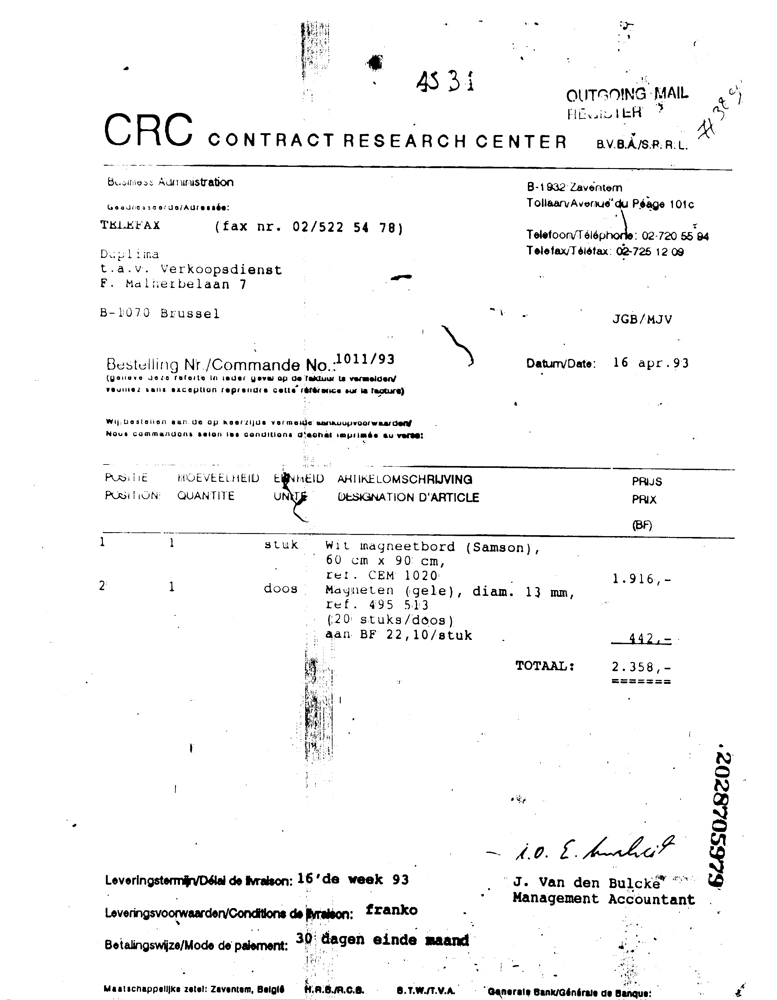 4531
OUTGOING MAIL
REGISTER
CRC CONTRACT RESEARCH CENTER B.V.B.A/S.P.R.L.
Business Administration
B-1932 Zaventem
Geadresseerde/Adressée:
Tollaan/Avenue du Péage 101c
TELEFAX (fax nr. 02/522 54 78)
Telefoon/Téléphone: 02-720 55 94
Duplima
Telefax/Téléfax: 02-725 12 09
t.a.v. Verkoopsdienst
F. Malherbelaan 7
B-1070 Brussel
JGB/MJV
Bestelling Nr./Commande No.: 1011/93
Datum/Date: 16 apr.93
(gelieve deze referte in ieder geval op de faktuur te vermelden/
veuillez sans exception reprendre cette référence sur la facture)
Wij bestellen aan de op keerzijde vermelde aankoopvoorwaarden/
Nous commandons selon les conditions d'achat imprimée au verso:
POSITIE HOEVEELHEID EENHEID ARTIKELOMSCHRIJVING PRIJS
POSITION QUANTITE UNITE DESIGNATION D'ARTICLE PRIX
(BF)
1 1 stuk Wit magneetbord (Samson),
60 cm x 90 cm,
ref. CEM 1020 1.916,-
2 1 doos Magneten (gele), diam. 13 mm,
ref. 495 513
(20 stuks/doos)
aan BF 22,10/stuk 442,-
TOTAAL: 2.358,-
=======
2028705979
i.o. E.
Leveringstermijn/Délai de livraison: 16'de week 93
J. Van den Bulcke
Management Accountant
Leveringsvoorwaarden/Conditions de livraison: franko
Betalingswijze/Mode de paiement: 30 dagen einde maand
Maatschappelijke zetel: Zaventem, België H.R.B./R.C.B. B.T.W./T.V.A. Generale Bank/Générale de Banque: